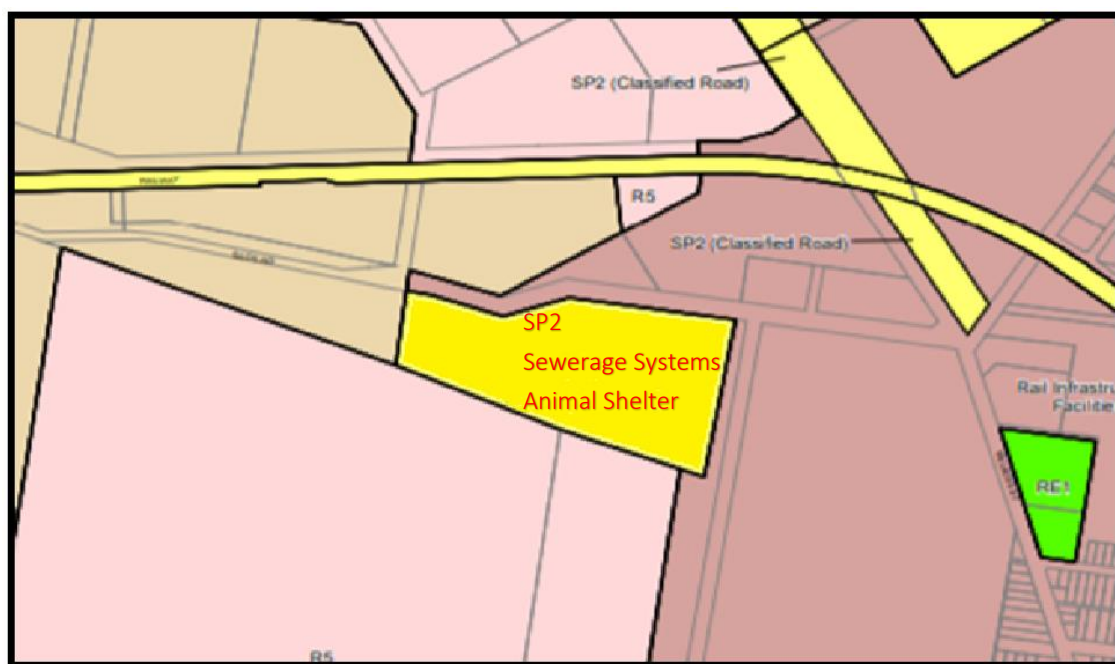 SP2 (Classified Road)
R5
SP2 (Classified Road)
SP2
Sewerage Systems
Animal Shelter
Rail Infrastru
Facilitie
RE1
R5